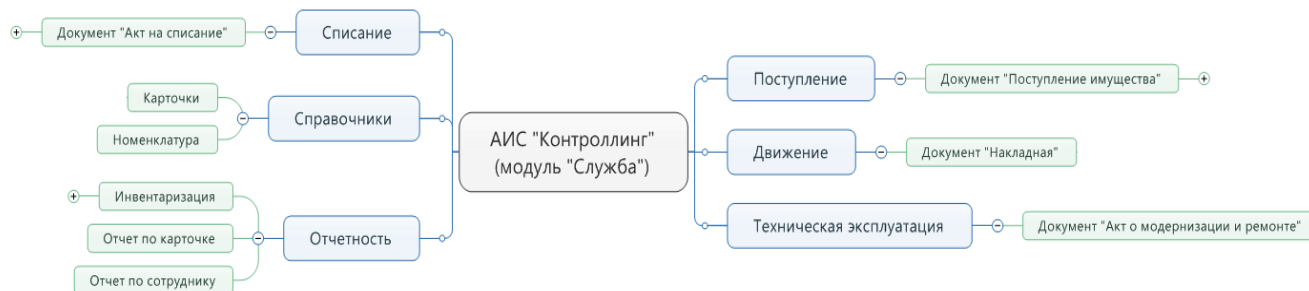 Документ "Акт на списание"
Списание
Карточки
Номенклатура
Справочники
Инвентаризация
Отчет по карточке
Отчет по сотруднику
Отчетность
АИС "Контроллинг"
(модуль "Служба")
Поступление
Документ "Поступление имущества"
Движение
Документ "Накладная"
Техническая эксплуатация
Документ "Акт о модернизации и ремонте"